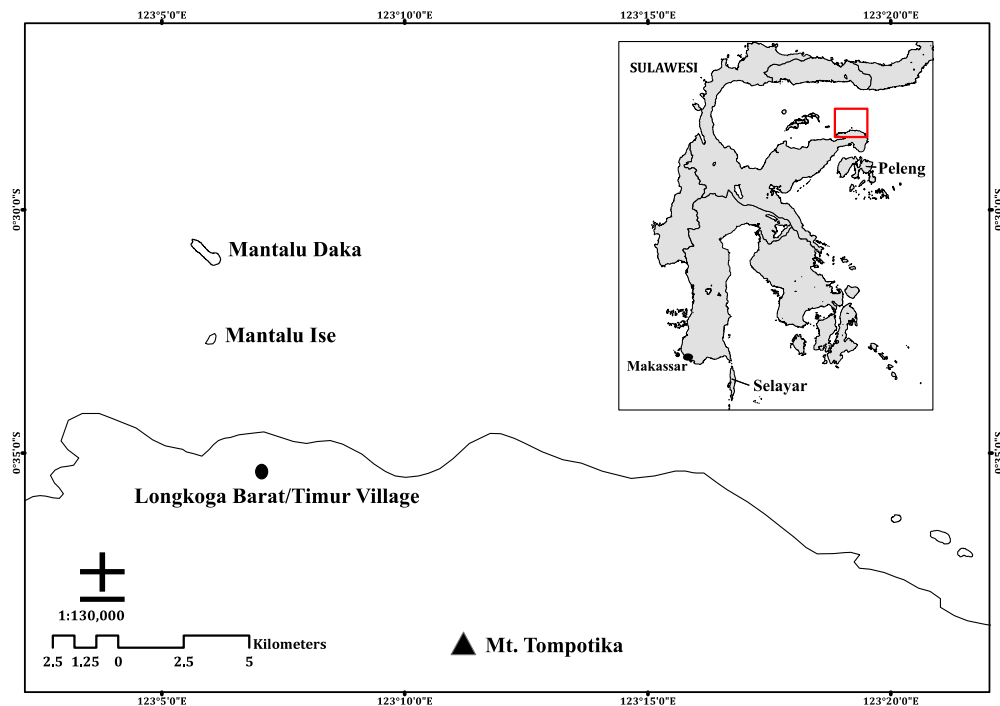 123°5'0"E 123°10'0"E 123°15'0"E 123°20'0"E
SULAWESI
Peleng
0°30'0"S 0°30'0"S
Mantalu Daka
Mantalu Ise
Makassar
Selayar
0°35'0"S 0°35'0"S
Longkoga Barat/Timur Village
1:130,000
Kilometers
2.5 1.25 0 2.5 5
Mt. Tompotika
123°5'0"E 123°10'0"E 123°15'0"E 123°20'0"E